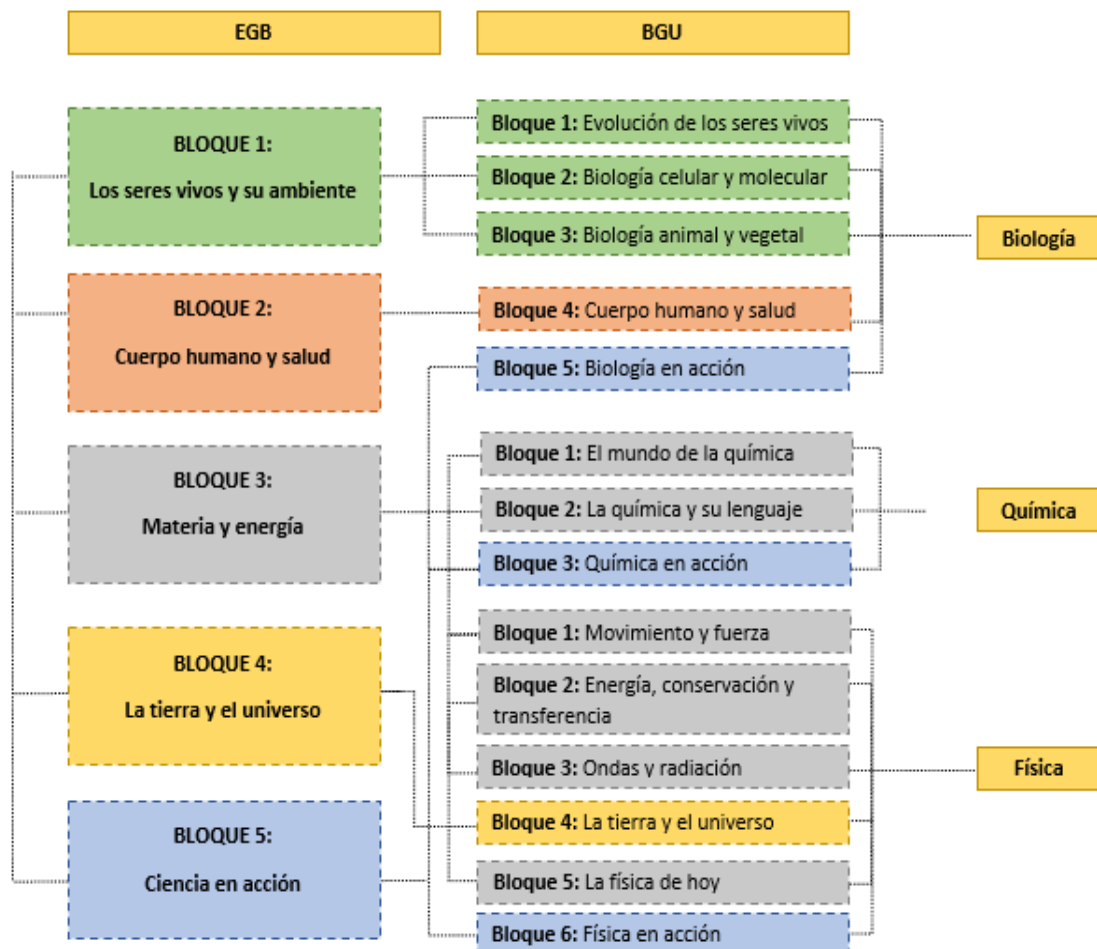 EGB
BGU
BLOQUE 1:
Los seres vivos y su ambiente
BLOQUE 2:
Cuerpo humano y salud
BLOQUE 3:
Materia y energía
BLOQUE 4:
La tierra y el universo
BLOQUE 5:
Ciencia en acción
Bloque 1: Evolución de los seres vivos
Bloque 2: Biología celular y molecular
Bloque 3: Biología animal y vegetal
Bloque 4: Cuerpo humano y salud
Bloque 5: Biología en acción
Biología
Bloque 1: El mundo de la química
Bloque 2: La química y su lenguaje
Bloque 3: Química en acción
Química
Bloque 1: Movimiento y fuerza
Bloque 2: Energía, conservación y
transferencia
Bloque 3: Ondas y radiación
Bloque 4: La tierra y el universo
Bloque 5: La física de hoy
Bloque 6: Física en acción
Física